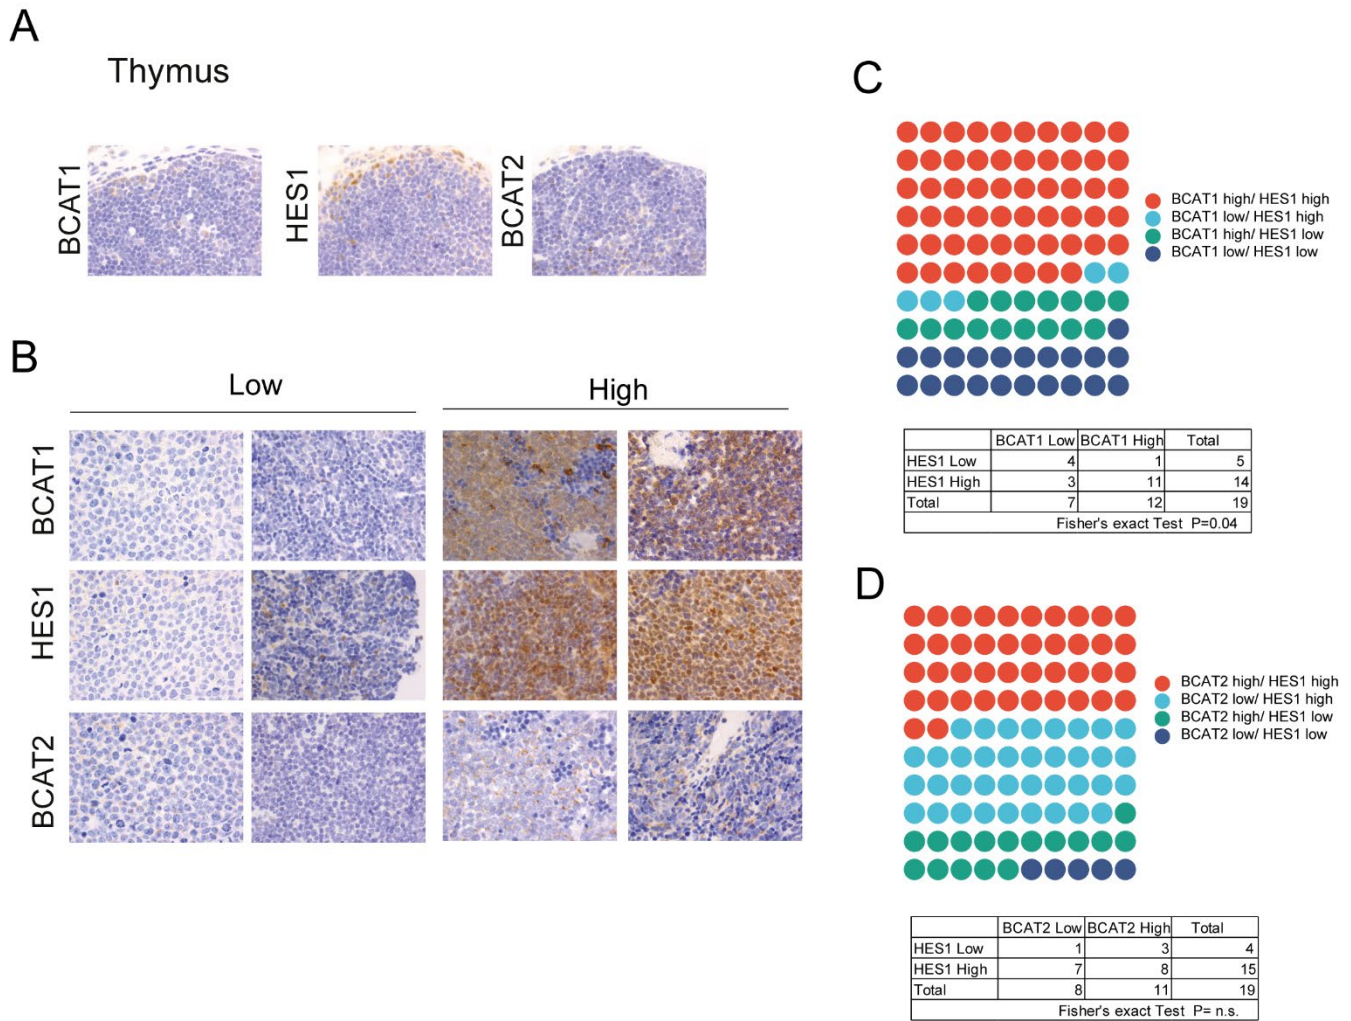 A
Thymus
BCAT1
HES1
BCAT2
B
Low
High
BCAT1
HES1
BCAT2
C
BCAT1 high/ HES1 high
BCAT1 low/ HES1 high
BCAT1 high/ HES1 low
BCAT1 low/ HES1 low
BCAT1 Low BCAT1 High Total
HES1 Low 4 1 5
HES1 High 3 11 14
Total 7 12 19
Fisher's exact Test P=0.04
D
BCAT2 high/ HES1 high
BCAT2 low/ HES1 high
BCAT2 high/ HES1 low
BCAT2 low/ HES1 low
BCAT2 Low BCAT2 High Total
HES1 Low 1 3 4
HES1 High 7 8 15
Total 8 11 19
Fisher's exact Test P= n.s.